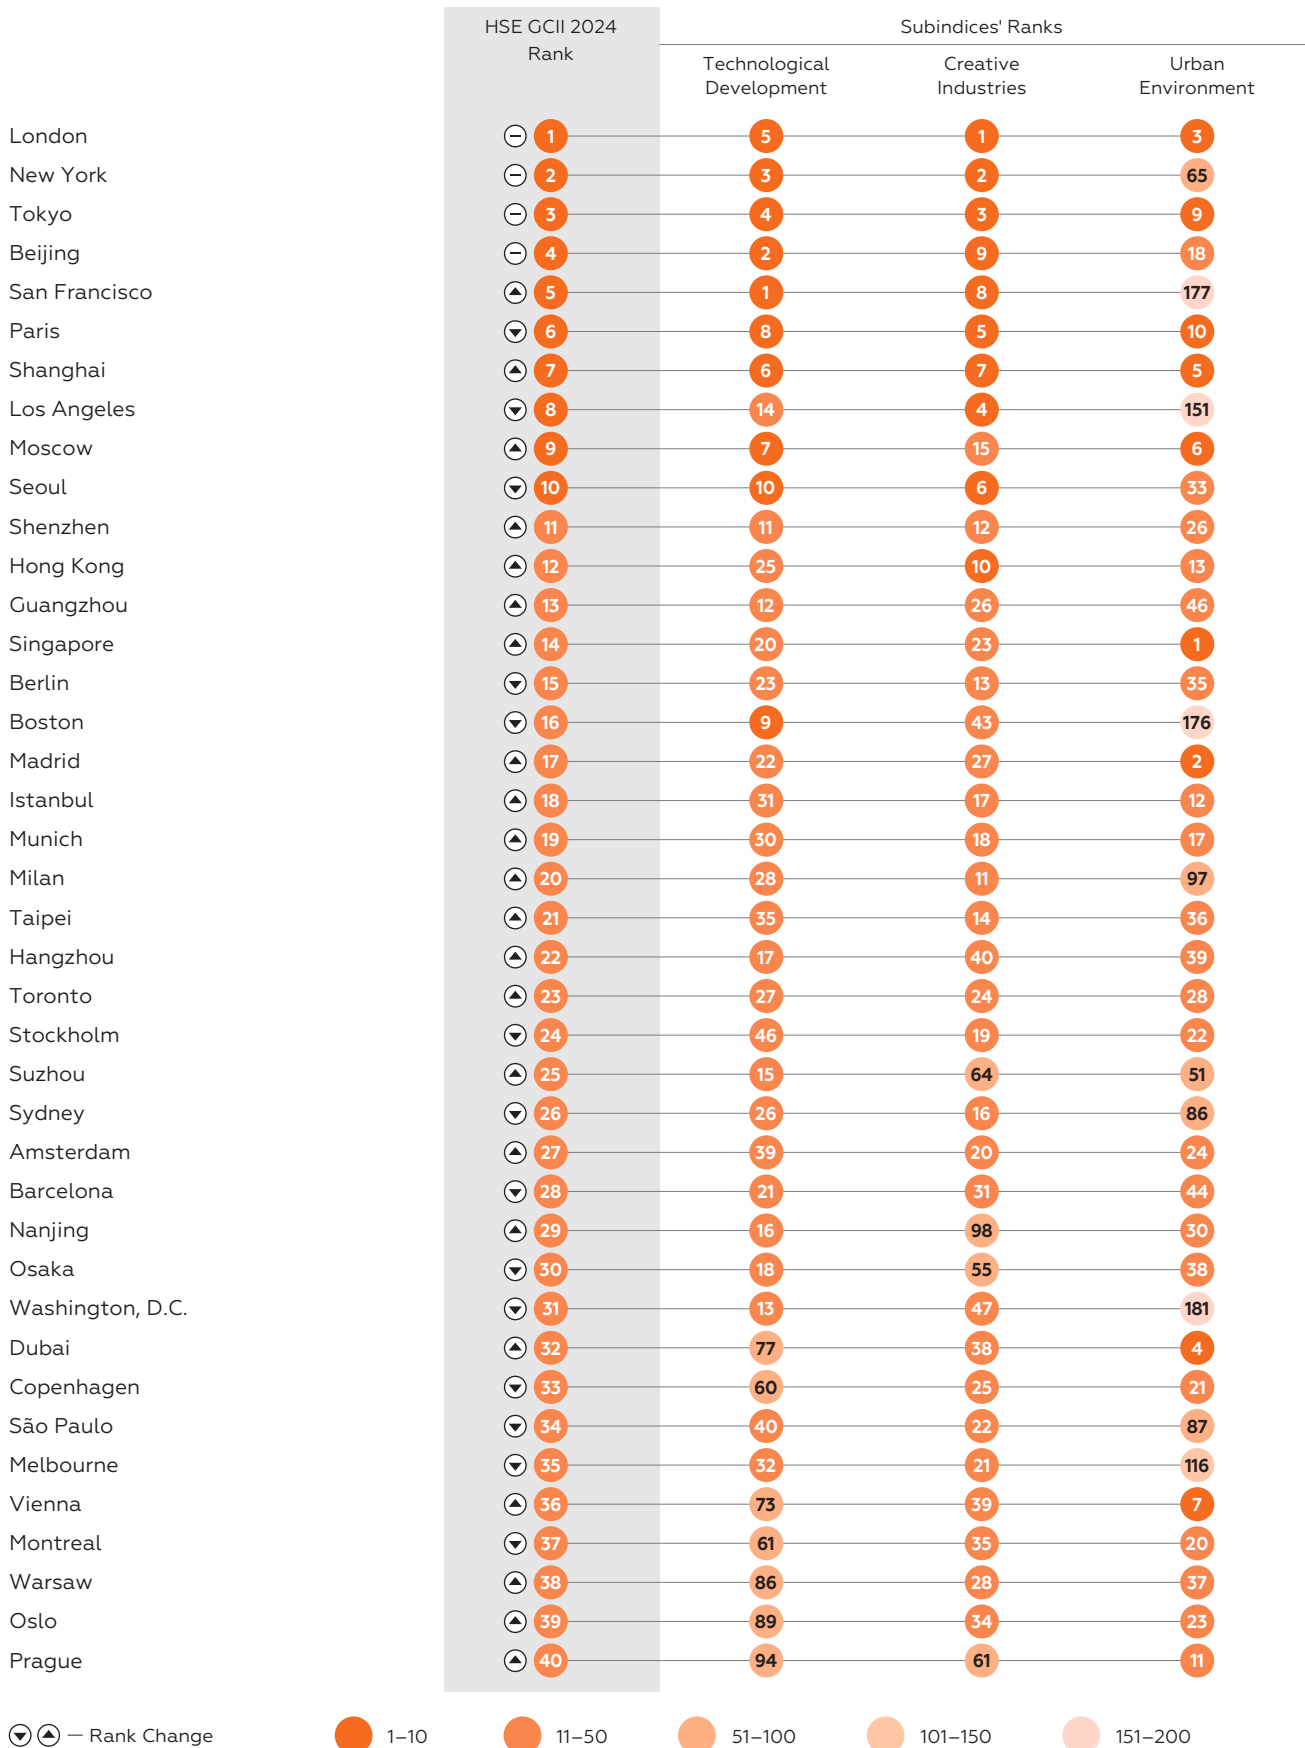 HSE GCII 2024
Rank
Subindices' Ranks
Technological
Development
Creative
Industries
Urban
Environment
London 1 5 1 3
New York 2 3 2 65
Tokyo 3 4 3 9
Beijing 4 2 9 18
San Francisco 5 1 8 177
Paris 6 8 5 10
Shanghai 7 6 7 5
Los Angeles 8 14 4 151
Moscow 9 7 15 6
Seoul 10 10 6 33
Shenzhen 11 11 12 26
Hong Kong 12 25 10 13
Guangzhou 13 12 26 46
Singapore 14 20 23 1
Berlin 15 23 13 35
Boston 16 9 43 176
Madrid 17 22 27 2
Istanbul 18 31 17 12
Munich 19 30 18 17
Milan 20 28 11 97
Taipei 21 35 14 36
Hangzhou 22 17 40 39
Toronto 23 27 24 28
Stockholm 24 46 19 22
Suzhou 25 15 64 51
Sydney 26 26 16 86
Amsterdam 27 39 20 24
Barcelona 28 21 31 44
Nanjing 29 16 98 30
Osaka 30 18 55 38
Washington, D.C. 31 13 47 181
Dubai 32 77 38 4
Copenhagen 33 60 25 21
São Paulo 34 40 22 87
Melbourne 35 32 21 116
Vienna 36 73 39 7
Montreal 37 61 35 20
Warsaw 38 86 28 37
Oslo 39 89 34 23
Prague 40 94 61 11
— Rank Change 1–10 11–50 51–100 101–150 151–200